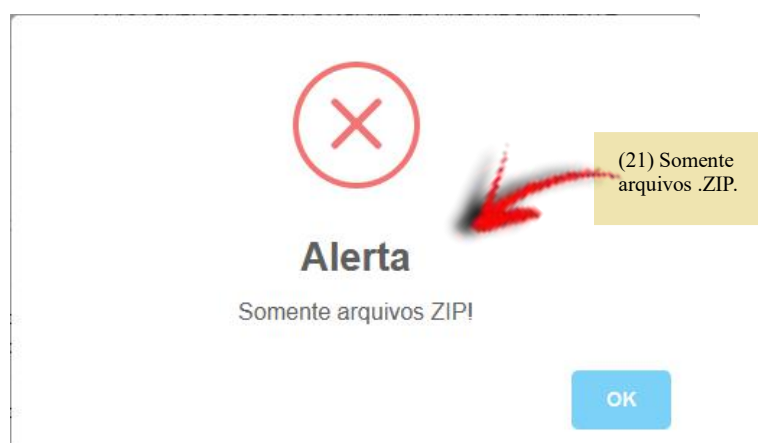 (21) Somente
arquivos .ZIP.
Alerta
Somente arquivos ZIP!
OK